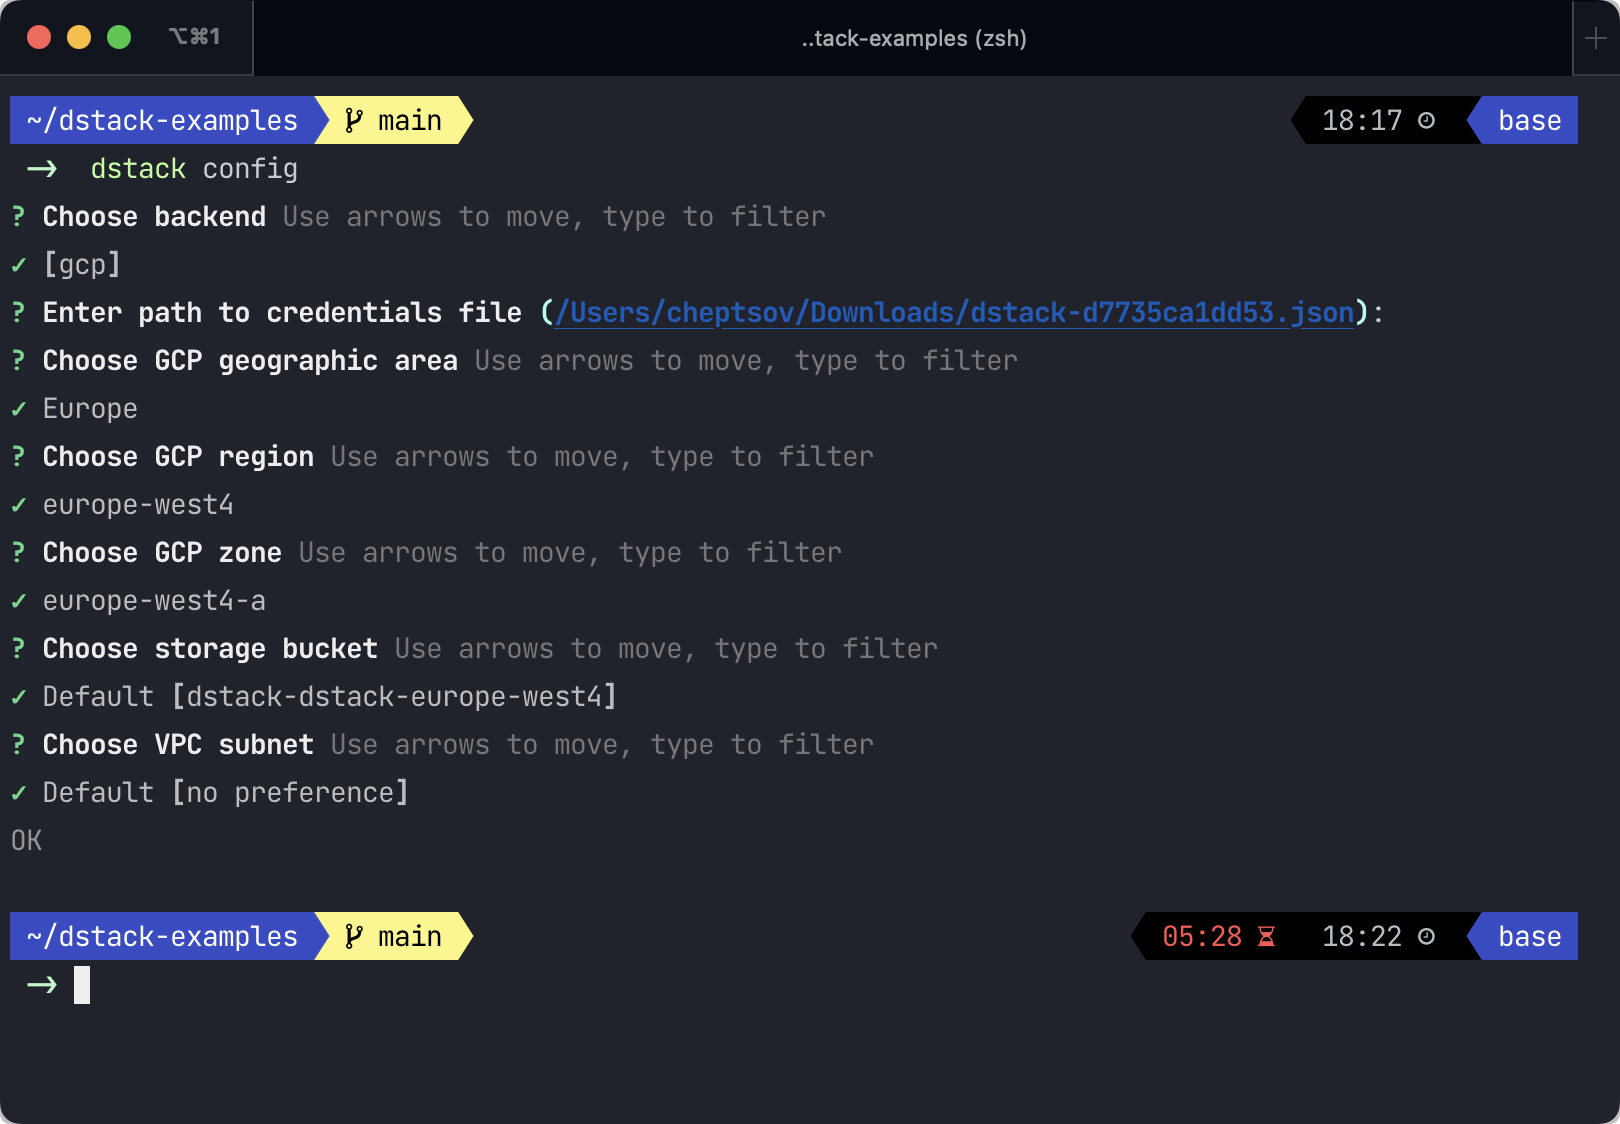 ⌥⌘1
..tack-examples (zsh)
~/dstack-examples main 18:17 base
→ dstack config
? Choose backend Use arrows to move, type to filter
✓ [gcp]
? Enter path to credentials file (/Users/cheptsov/Downloads/dstack-d7735ca1dd53.json):
? Choose GCP geographic area Use arrows to move, type to filter
✓ Europe
? Choose GCP region Use arrows to move, type to filter
✓ europe-west4
? Choose GCP zone Use arrows to move, type to filter
✓ europe-west4-a
? Choose storage bucket Use arrows to move, type to filter
✓ Default [dstack-dstack-europe-west4]
? Choose VPC subnet Use arrows to move, type to filter
✓ Default [no preference]
OK
~/dstack-examples main 05:28 18:22 base
→